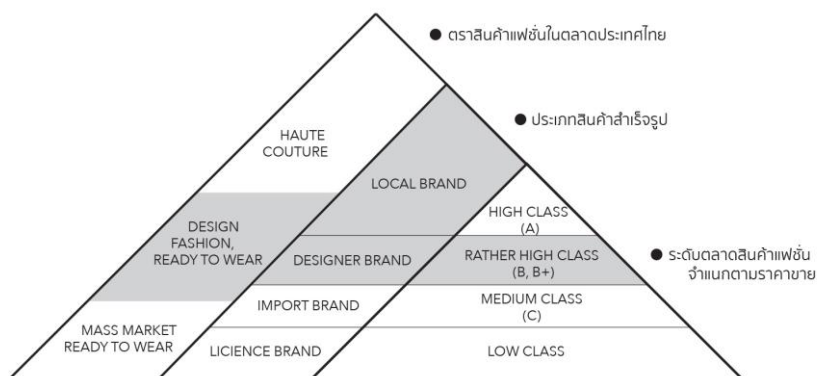 ● ตราสินค้าแฟชั่นในตลาดประเทศไทย
● ประเภทสินค้าสำเร็จรูป
HAUTE
COUTURE
LOCAL BRAND
HIGH CLASS
(A)
DESIGN
FASHION,
READY TO WEAR
DESIGNER BRAND
RATHER HIGH CLASS
(B, B+)
● ระดับตลาดสินค้าแฟชั่น
จำแนกตามราคาขาย
IMPORT BRAND
MEDIUM CLASS
(C)
MASS MARKET
READY TO WEAR
LICIENCE BRAND
LOW CLASS